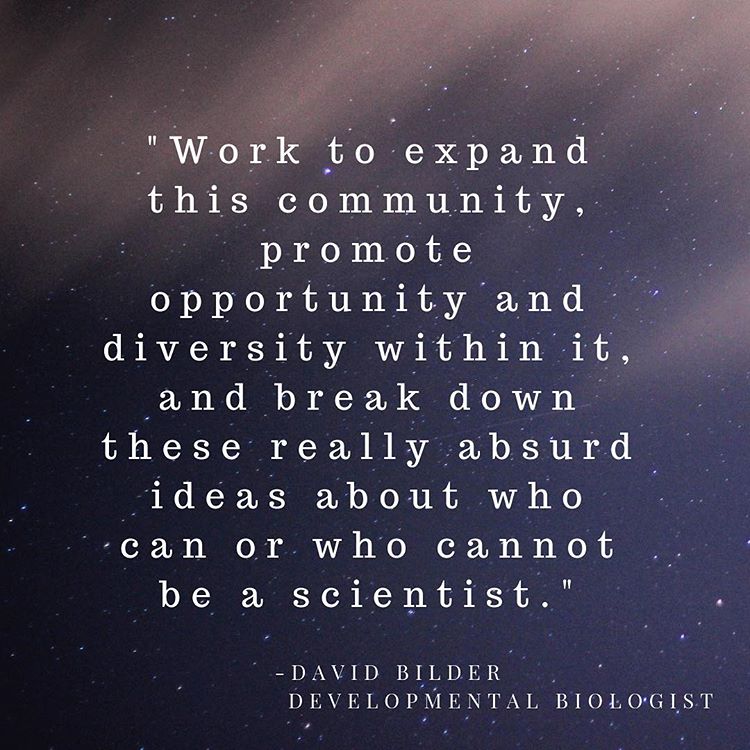 "Work to expand
this community,
promote
opportunity and
diversity within it,
and break down
these really absurd
ideas about who
can or who cannot
be a scientist."
-DAVID BILDER
DEVELOPMENTAL BIOLOGIST